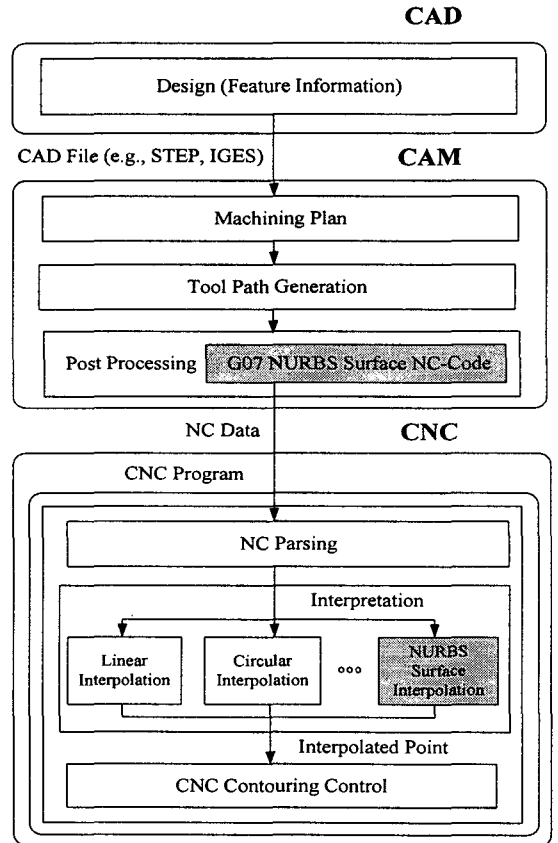 CAD
Design (Feature Information)
CAD File (e.g., STEP, IGES)
CAM
Machining Plan
Tool Path Generation
Post Processing
G07 NURBS Surface NC-Code
NC Data
CNC
CNC Program
NC Parsing
Interpretation
Linear
Interpolation
Circular
Interpolation
ooo
NURBS
Surface
Interpolation
Interpolated Point
CNC Contouring Control